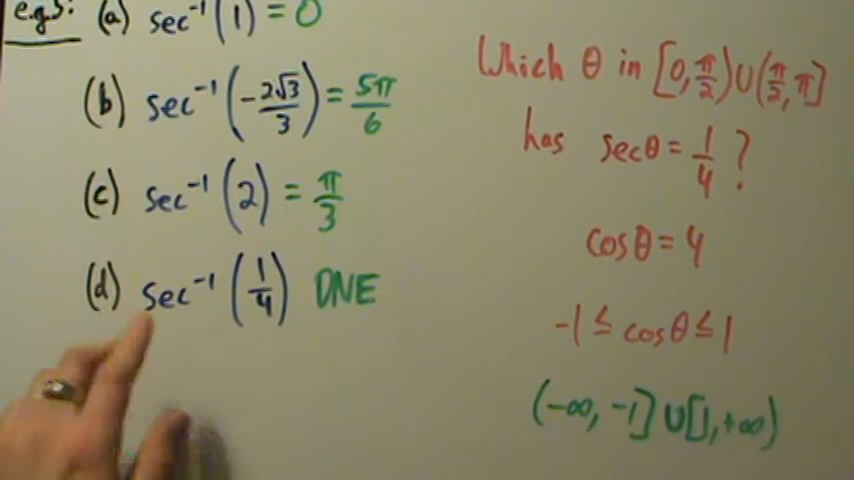 e.g.s: (a) sec⁻¹(1) = 0
(b) sec⁻¹(-2√3/3) = 5π/6
(c) sec⁻¹(2) = π/3
(d) sec⁻¹(1/4) DNE
Which θ in [0, π/2) ∪ (π/2, π]
has secθ = 1/4 ?
cosθ = 4
-1 ≤ cosθ ≤ 1
(-∞, -1] ∪ [1, +∞)